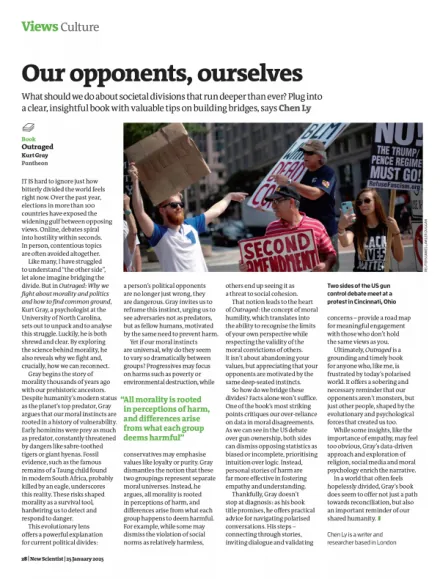 Views Culture
Our opponents, ourselves
What should we do about societal divisions that run deeper than ever? Plug into
a clear, insightful book with valuable tips on building bridges, says Chen Ly
Book
Outraged
Kurt Gray
Pantheon
IT IS hard to ignore just how
bitterly divided the world feels
right now. Over the past year,
elections in more than 100
countries have exposed the
widening gulf between opposing
views. Online, debates spiral
into hostility within seconds.
In person, contentious topics
are often avoided altogether.
Like many, I have struggled
to understand "the other side",
let alone imagine bridging the
divide. But in Outraged: Why we
fight about morality and politics
and how to find common ground,
Kurt Gray, a psychologist at the
University of North Carolina,
sets out to unpack and to analyse
this struggle. Luckily, he is both
shrewd and clear. By exploring
the science behind morality, he
also reveals why we fight and,
crucially, how we can reconnect.
Gray begins the story of
morality thousands of years ago
with our prehistoric ancestors.
Despite humanity's modern status
as the planet's top predator, Gray
argues that our moral instincts are
rooted in a history of vulnerability.
Early hominins were prey as much
as predator, constantly threatened
by dangers like sabre-toothed
tigers or giant hyenas. Fossil
evidence, such as the famous
remains of a Taung child found
in modern South Africa, probably
killed by an eagle, underscores
this reality. These risks shaped
morality as a survival tool,
hardwiring us to detect and
respond to danger.
This evolutionary lens
offers a powerful explanation
for current political divides:
a person's political opponents
are no longer just wrong, they
are dangerous. Gray invites us to
reframe this instinct, urging us to
see adversaries not as predators,
but as fellow humans, motivated
by the same need to prevent harm.
Yet if our moral instincts
are universal, why do they seem
to vary so dramatically between
groups? Progressives may focus
on harms such as poverty or
environmental destruction, while
"All morality is rooted
in perceptions of harm,
and differences arise
from what each group
deems harmful"
conservatives may emphasise
values like loyalty or purity. Gray
dismantles the notion that these
two groupings represent separate
moral universes. Instead, he
argues, all morality is rooted
in perceptions of harm, and
differences arise from what each
group happens to deem harmful.
For example, while some may
dismiss the violation of social
norms as relatively harmless,
others end up seeing it as
a threat to social cohesion.
That notion leads to the heart
of Outraged: the concept of moral
humility, which translates into
the ability to recognise the limits
of your own perspective while
respecting the validity of the
moral convictions of others.
It isn't about abandoning your
values, but appreciating that your
opponents are motivated by the
same deep-seated instincts.
So how do we bridge these
divides? Facts alone won't suffice.
One of the book's most striking
points critiques our over-reliance
on data in moral disagreements.
As we can see in the US debate
over gun ownership, both sides
can dismiss opposing statistics as
biased or incomplete, prioritising
intuition over logic. Instead,
personal stories of harm are
far more effective in fostering
empathy and understanding.
Thankfully, Gray doesn't
stop at diagnosis: as his book
title promises, he offers practical
advice for navigating polarised
conversations. His steps –
connecting through stories,
inviting dialogue and validating
Two sides of the US gun
control debate meet at a
protest in Cincinnati, Ohio
concerns – provide a road map
for meaningful engagement
with those who don't hold
the same views as you.
Ultimately, Outraged is a
grounding and timely book
for anyone who, like me, is
frustrated by today's polarised
world. It offers a sobering and
necessary reminder that our
opponents aren't monsters, but
just other people, shaped by the
evolutionary and psychological
forces that created us too.
While some insights, like the
importance of empathy, may feel
too obvious, Gray's data-driven
approach and exploration of
religion, social media and moral
psychology enrich the narrative.
In a world that often feels
hopelessly divided, Gray's book
does seem to offer not just a path
towards reconciliation, but also
an important reminder of our
shared humanity.
Chen Ly is a writer and
researcher based in London
28 | New Scientist | 25 January 2025
BLM
NO!
THE TRUMP/
PENCE REGIME
MUST GO!
RefuseFascism.org
SECOND
AMENDMENT
BLACK